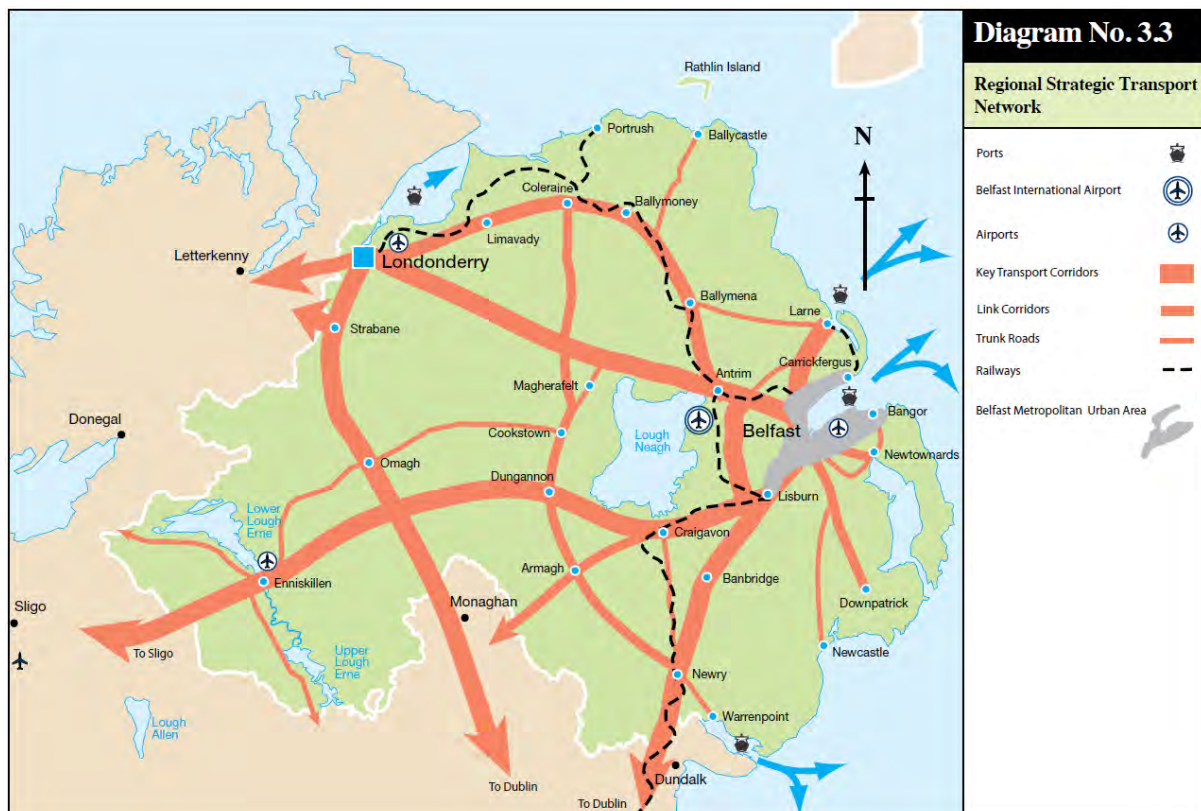 Diagram No. 3.3
Regional Strategic Transport
Network
Ports
Belfast International Airport
Airports
Key Transport Corridors
Link Corridors
Trunk Roads
Railways
Belfast Metropolitan Urban Area
Rathlin Island
Portrush
Ballycastle
N
Coleraine
Ballymoney
Limavady
Letterkenny
Londonderry
Ballymena
Larne
Strabane
Carrickfergus
Antrim
Magherafelt
Bangor
Donegal
Belfast
Cookstown
Lough
Neagh
Newtownards
Omagh
Dungannon
Lisburn
Lower
Lough
Erne
Craigavon
Armagh
Banbridge
Enniskillen
Downpatrick
Sligo
Monaghan
To Sligo
Upper
Lough
Erne
Newcastle
Newry
Warrenpoint
Lough
Allen
Dundalk
To Dublin
To Dublin